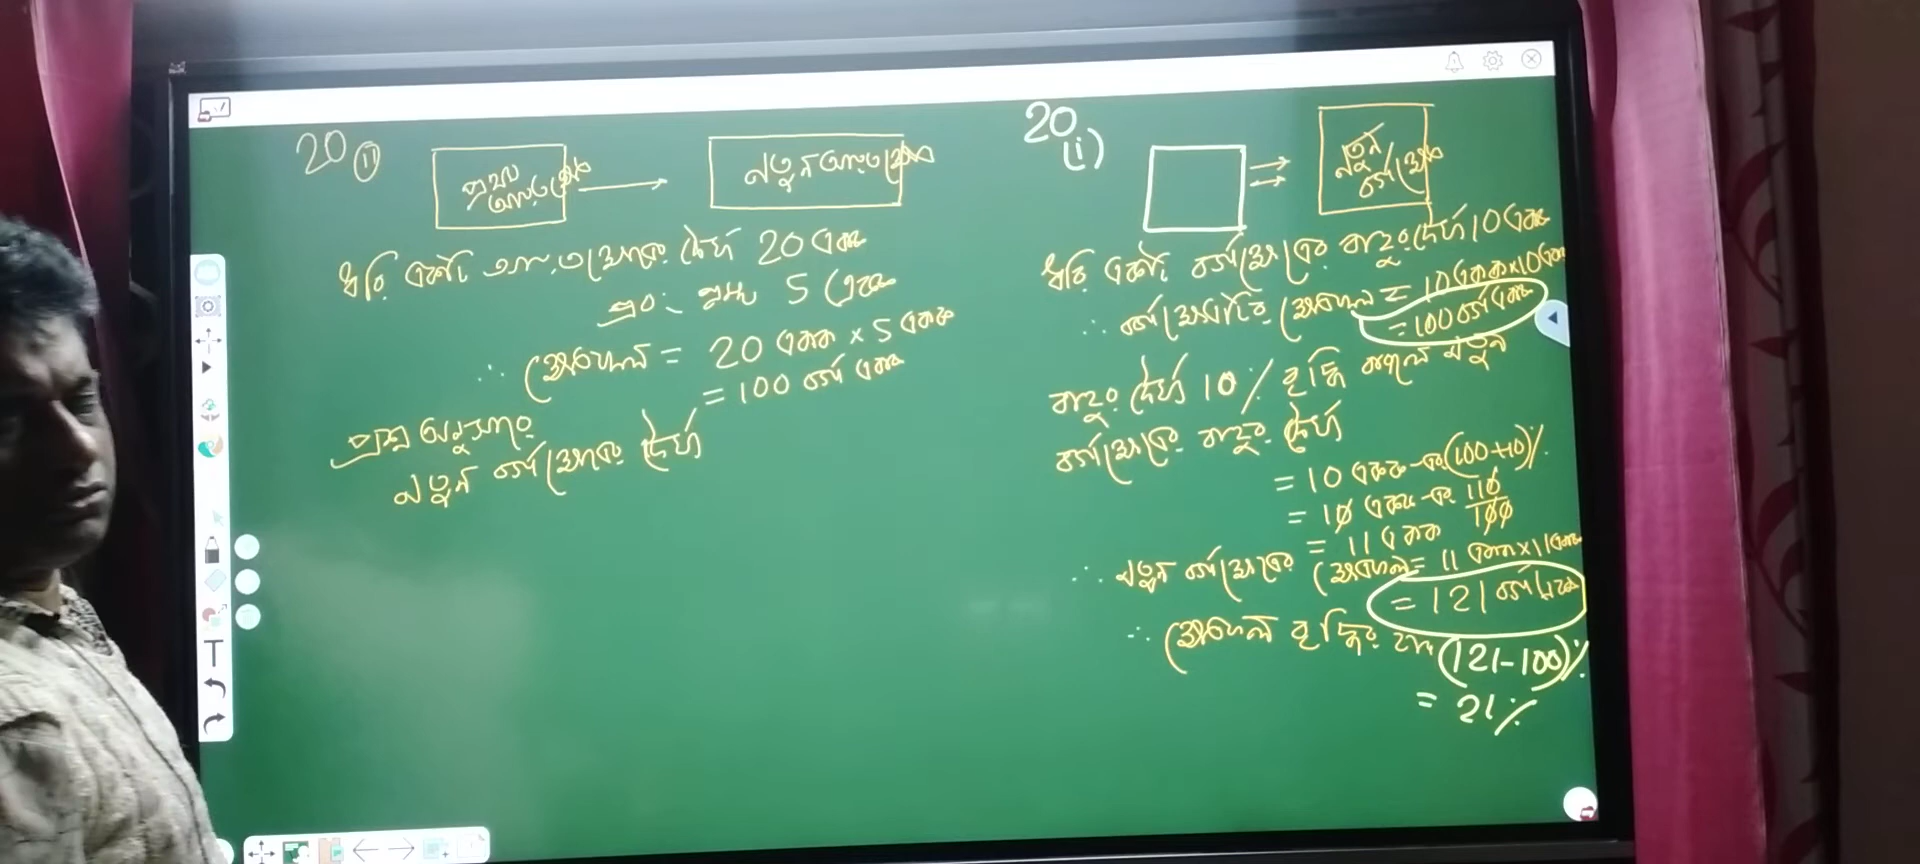 20 (ii)
প্রথম আয়তক্ষেত্র
নতুন আয়তক্ষেত্র
ধরি একটি আয়তক্ষেত্রের দৈর্ঘ্য 20 একক
এবং প্রস্থ 5 একক
∴ ক্ষেত্রফল = 20 একক × 5 একক
= 100 বর্গ একক
প্রশ্ন অনুসারে
নতুন বর্গক্ষেত্রের দৈর্ঘ্য
20 (i)
নতুন বর্গক্ষেত্র
ধরি একটি বর্গক্ষেত্রের বাহুর দৈর্ঘ্য 10 একক
∴ বর্গক্ষেত্রটির ক্ষেত্রফল = 10 একক × 10 একক
= 100 বর্গ একক
বাহুর দৈর্ঘ্য 10% বৃদ্ধি করলে নতুন
বর্গক্ষেত্রের বাহুর দৈর্ঘ্য
= 10 একক এর (100+10)%
= 10 একক এর 110/100
= 11 একক
∴ নতুন বর্গক্ষেত্রের ক্ষেত্রফল = 11 একক × 11 একক
= 121 বর্গ একক
∴ ক্ষেত্রফল বৃদ্ধির হার (121-100)%
= 21%